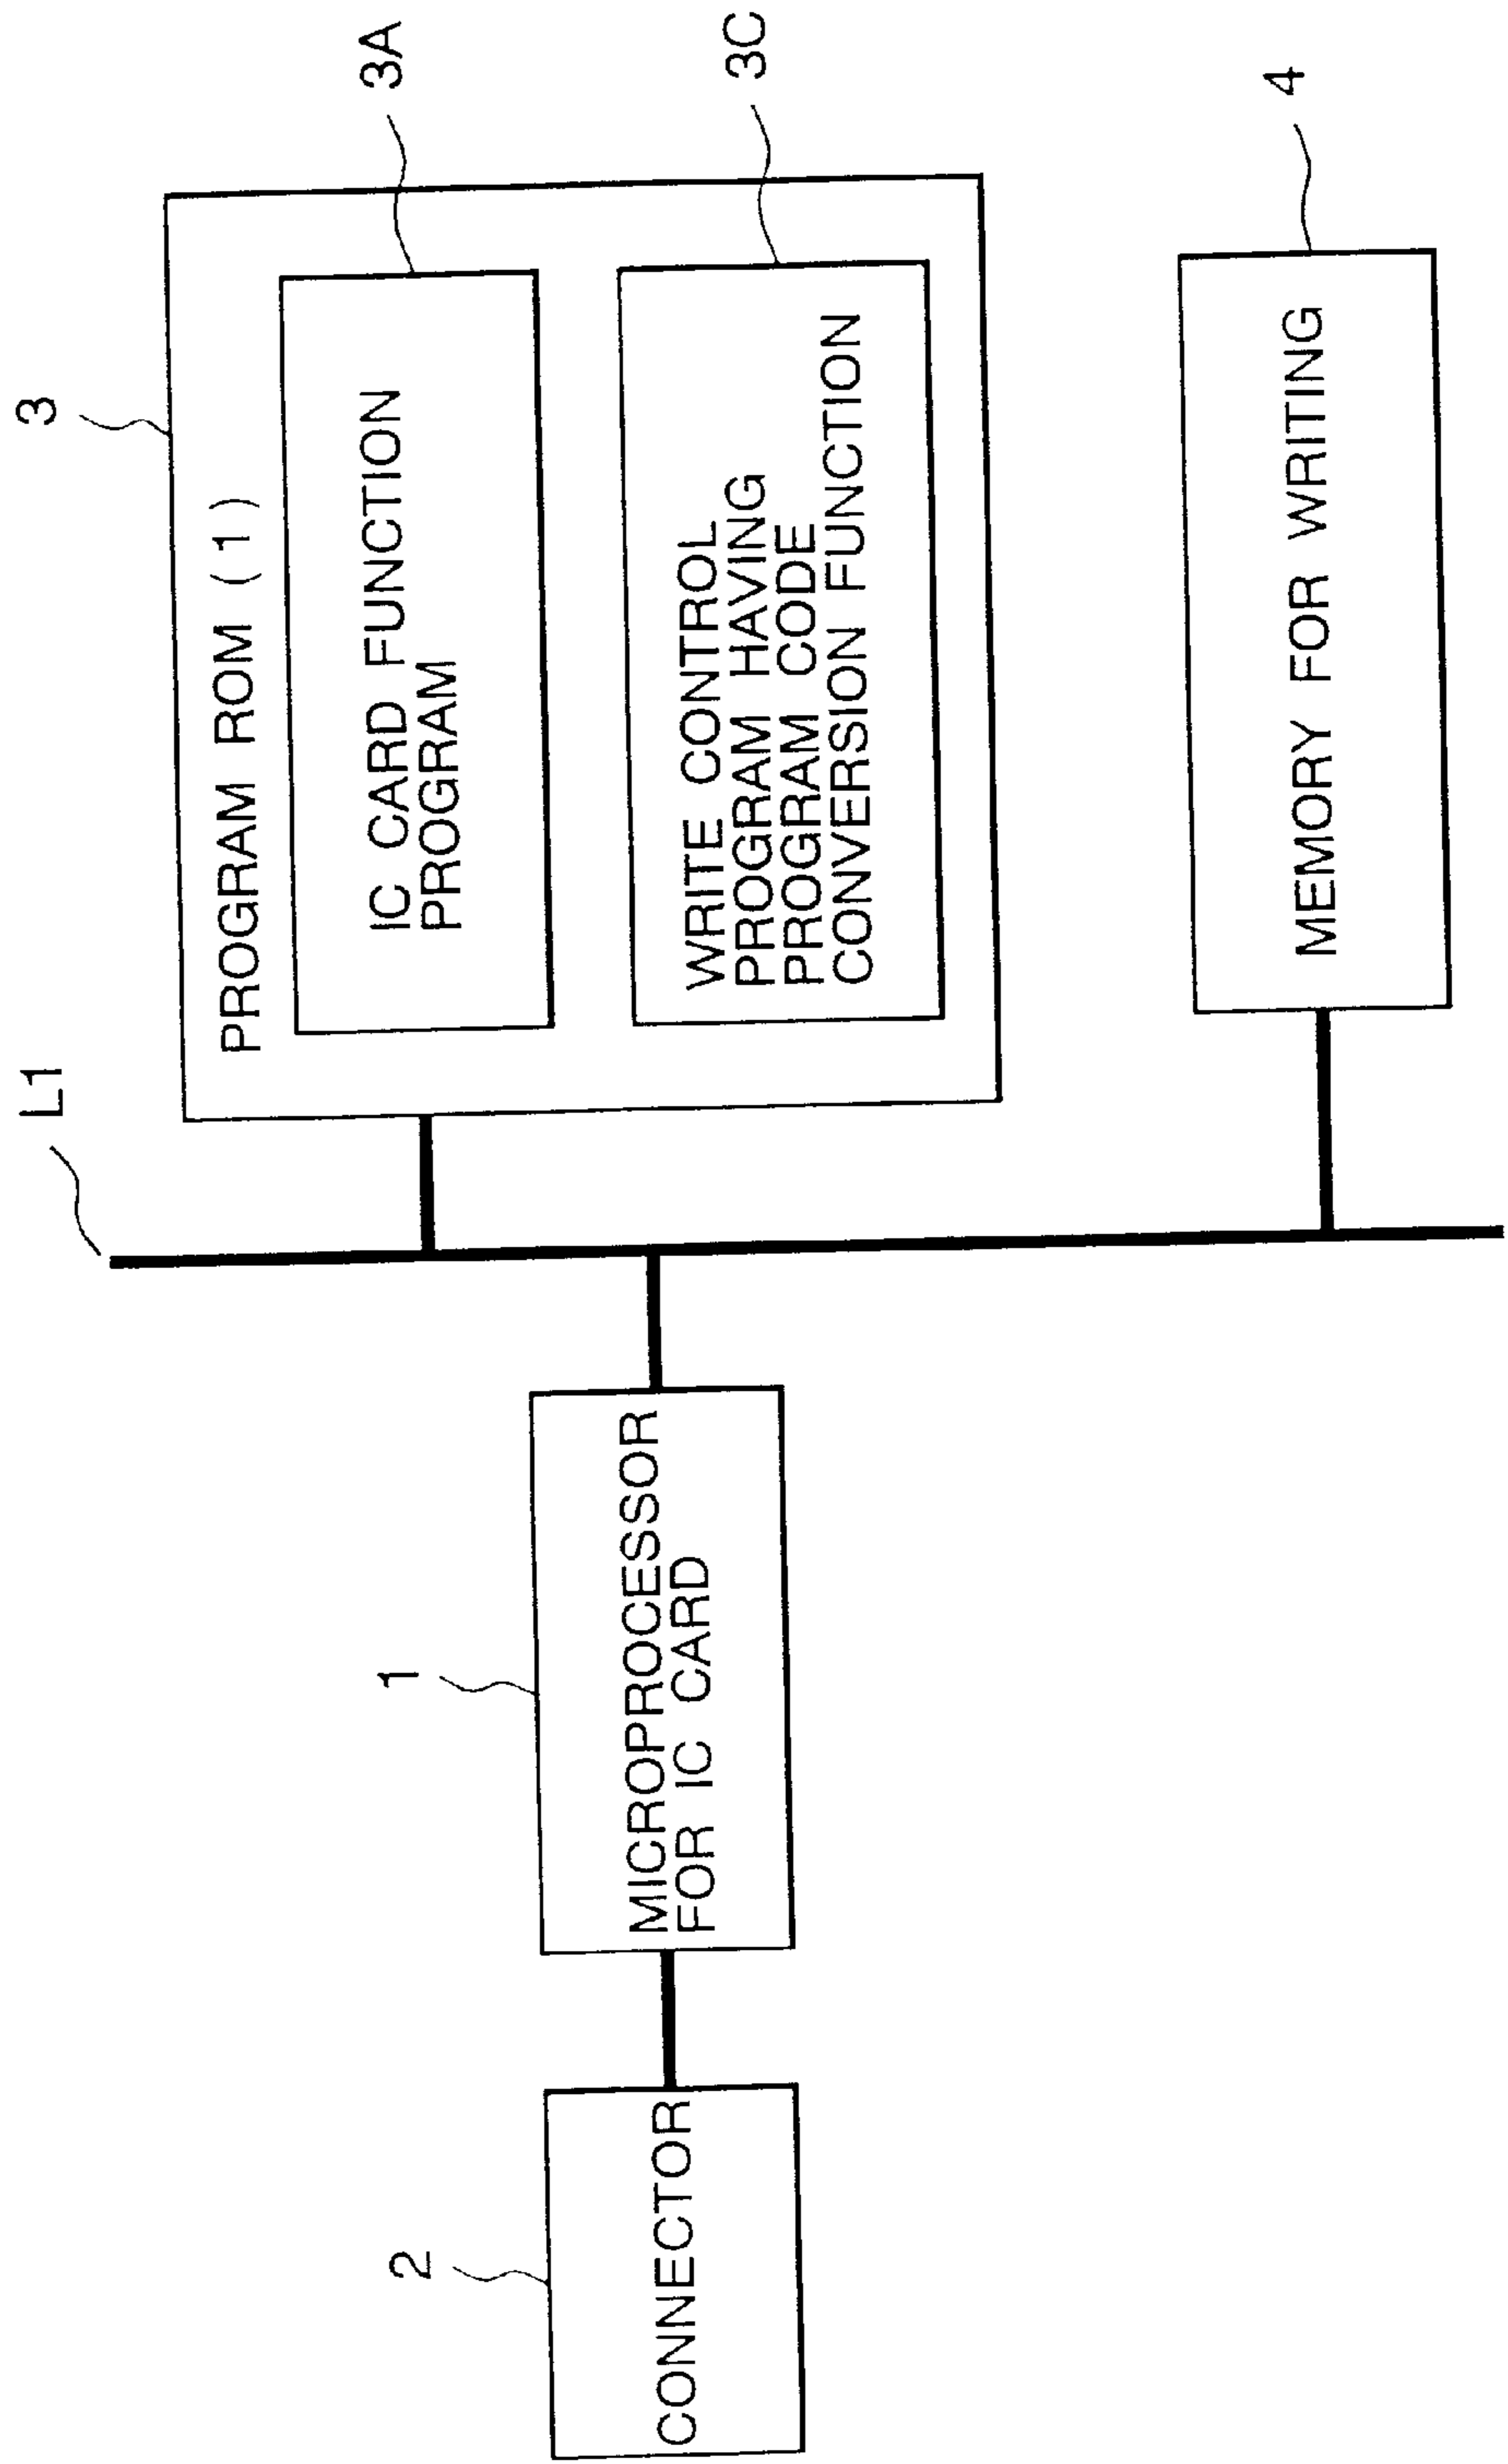 3
PROGRAM ROM (1)
3A
IC CARD FUNCTION
PROGRAM
3C
WRITE CONTROL
PROGRAM HAVING
PROGRAM CODE
CONVERSION FUNCTION
4
MEMORY FOR WRITING
L1
1
MICROPROCESSOR
FOR IC CARD
2
CONNECTOR